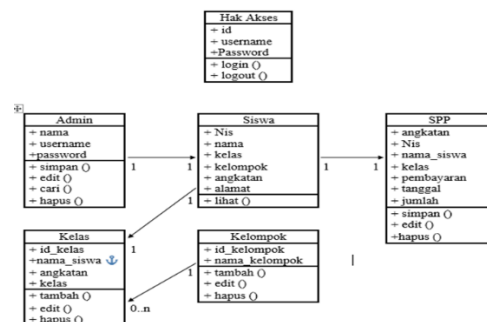 Hak Akses
+ id
+ username
+Password
+ login ()
+ logout ()
Admin
+ nama
+ username
+password
+ simpan ()
+ edit ()
+ cari ()
+ hapus ()
1
1
Siswa
+ Nis
+ nama
+ kelas
+ kelompok
+ angkatan
+ alamat
+ lihat ()
1
1
SPP
+ angkatan
+ Nis
+ nama_siswa
+ kelas
+ pembayaran
+ tanggal
+ jumlah
+ simpan ()
+ edit ()
+hapus ()
1
1
Kelas
+ id_kelas
+nama_siswa
+ angkatan
+ kelas
+ tambah ()
+ edit ()
+ hapus ()
Kelompok
+ id_kelompok
+ nama_kelompok
+ tambah ()
+ edit ()
+ hapus ()
1
0..n